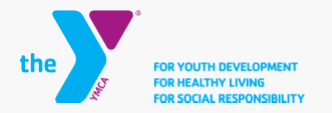 the
YMCA
®
FOR YOUTH DEVELOPMENT
FOR HEALTHY LIVING
FOR SOCIAL RESPONSIBILITY